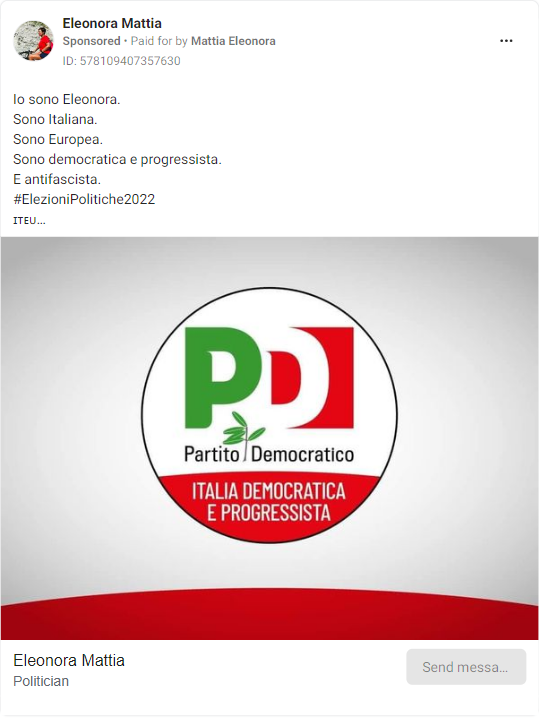 Eleonora Mattia
Sponsored • Paid for by Mattia Eleonora
ID: 578109407357630
Io sono Eleonora.
Sono Italiana.
Sono Europea.
Sono democratica e progressista.
E antifascista.
#ElezioniPolitiche2022
ɪᴛᴇᴜ...
PD
Partito Democratico
ITALIA DEMOCRATICA
E PROGRESSISTA
Eleonora Mattia
Politician
Send messa...